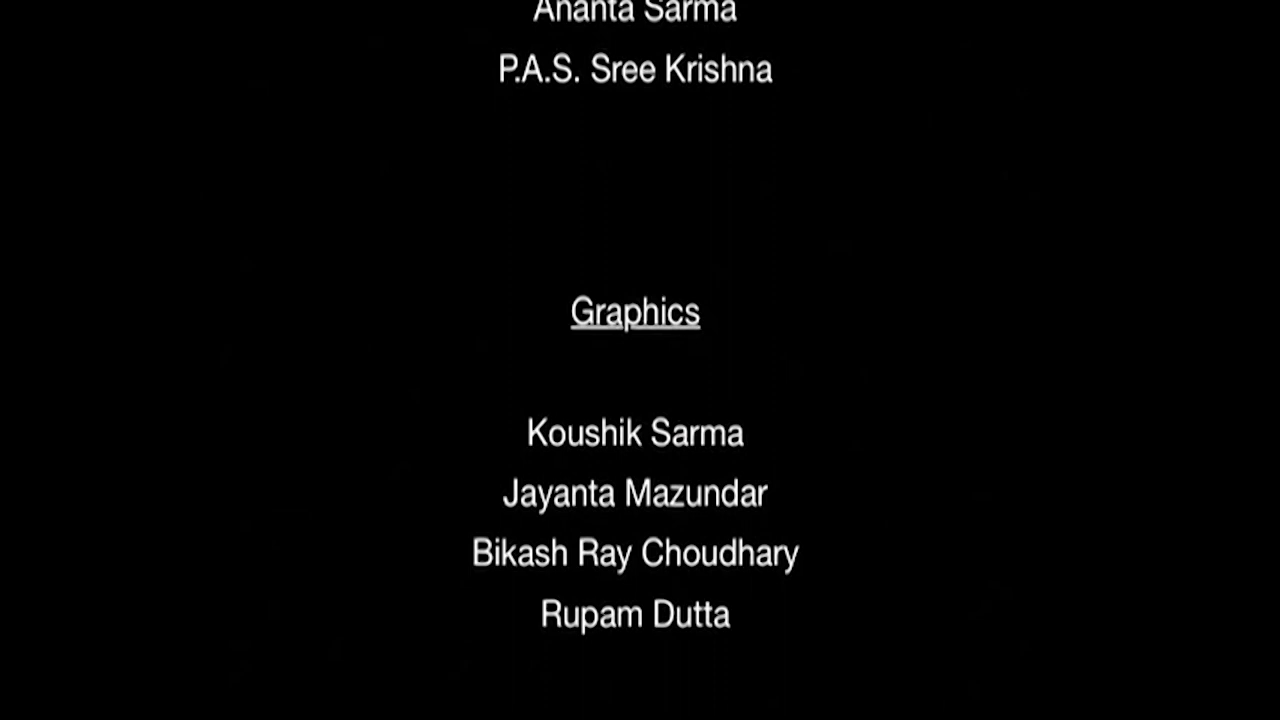 Ananta Sarma
P.A.S. Sree Krishna
Graphics
Koushik Sarma
Jayanta Mazundar
Bikash Ray Choudhary
Rupam Dutta